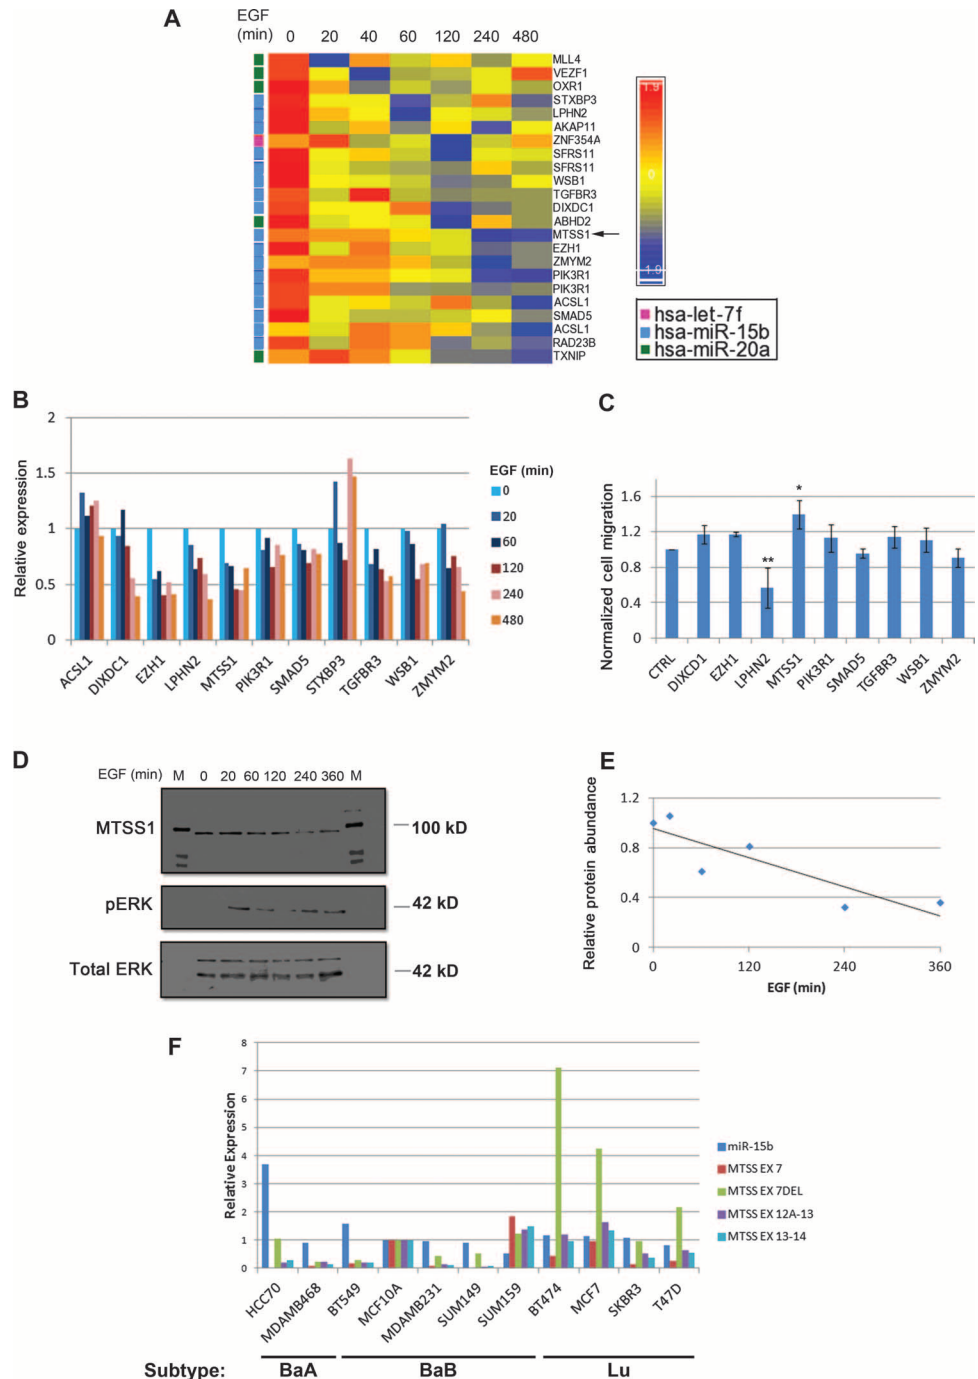 A
EGF
(min) 0 20 40 60 120 240 480
MLL4
VEZF1
OXR1
STXBP3
LPHN2
AKAP11
ZNF354A
SFRS11
SFRS11
WSB1
TGFBR3
DIXDC1
ABHD2
MTSS1
EZH1
ZMYM2
PIK3R1
PIK3R1
ACSL1
SMAD5
ACSL1
RAD23B
TXNIP
1.9
0
-1.9
hsa-let-7f
hsa-miR-15b
hsa-miR-20a
B
Relative expression
2
1.5
1
0.5
0
ACSL1 DIXDC1 EZH1 LPHN2 MTSS1 PIK3R1 SMAD5 STXBP3 TGFBR3 WSB1 ZMYM2
EGF (min)
0
20
60
120
240
480
C
Normalized cell migration
1.6
1.2
0.8
0.4
0
*
**
CTRL DIXCD1 EZH1 LPHN2 MTSS1 PIK3R1 SMAD5 TGFBR3 WSB1 ZMYM2
D
EGF (min) M 0 20 60 120 240 360 M
MTSS1 100 kD
pERK 42 kD
Total ERK 42 kD
E
Relative protein abundance
1.2
0.8
0.4
0
0 120 240 360
EGF (min)
F
Relative Expression
8
7
6
5
4
3
2
1
0
HCC70 MDAMB468 BT549 MCF10A MDAMB231 SUM149 SUM159 BT474 MCF7 SKBR3 T47D
miR-15b
MTSS EX 7
MTSS EX 7DEL
MTSS EX 12A-13
MTSS EX 13-14
Subtype: BaA BaB Lu